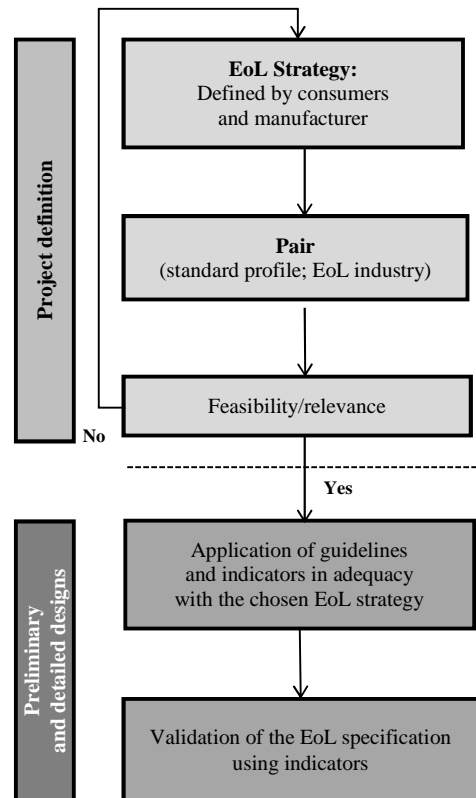 EoL Strategy:
Defined by consumers
and manufacturer
Project definition
Pair
(standard profile; EoL industry)
Feasibility/relevance
No
Yes
Application of guidelines
and indicators in adequacy
with the chosen EoL strategy
Preliminary
and detailed designs
Validation of the EoL specification
using indicators